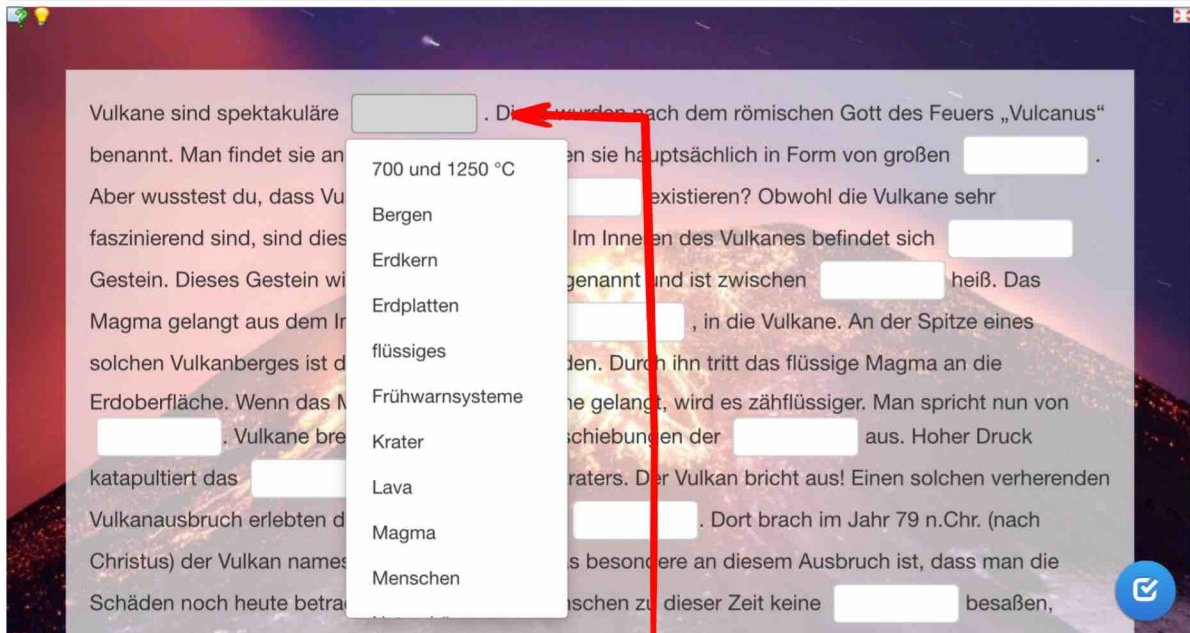 Vulkane sind spektakuläre . wurden nach dem römischen Gott des Feuers „Vulcanus“
benannt. Man findet sie an en sie hauptsächlich in Form von großen .
Aber wusstest du, dass Vu existieren? Obwohl die Vulkane sehr
faszinierend sind, sind dies Im Inneren des Vulkanes befindet sich
Gestein. Dieses Gestein wi genannt und ist zwischen heiß. Das
Magma gelangt aus dem In , in die Vulkane. An der Spitze eines
solchen Vulkanberges ist d den. Durch ihn tritt das flüssige Magma an die
Erdoberfläche. Wenn das M ne gelangt, wird es zähflüssiger. Man spricht nun von
. Vulkane bre schiebungen der aus. Hoher Druck
katapultiert das raters. Der Vulkan bricht aus! Einen solchen verherenden
Vulkanausbruch erlebten d . Dort brach im Jahr 79 n.Chr. (nach
Christus) der Vulkan names s besondere an diesem Ausbruch ist, dass man die
Schäden noch heute betra nschen zu dieser Zeit keine besaßen,
700 und 1250 °C
Bergen
Erdkern
Erdplatten
flüssiges
Frühwarnsysteme
Krater
Lava
Magma
Menschen